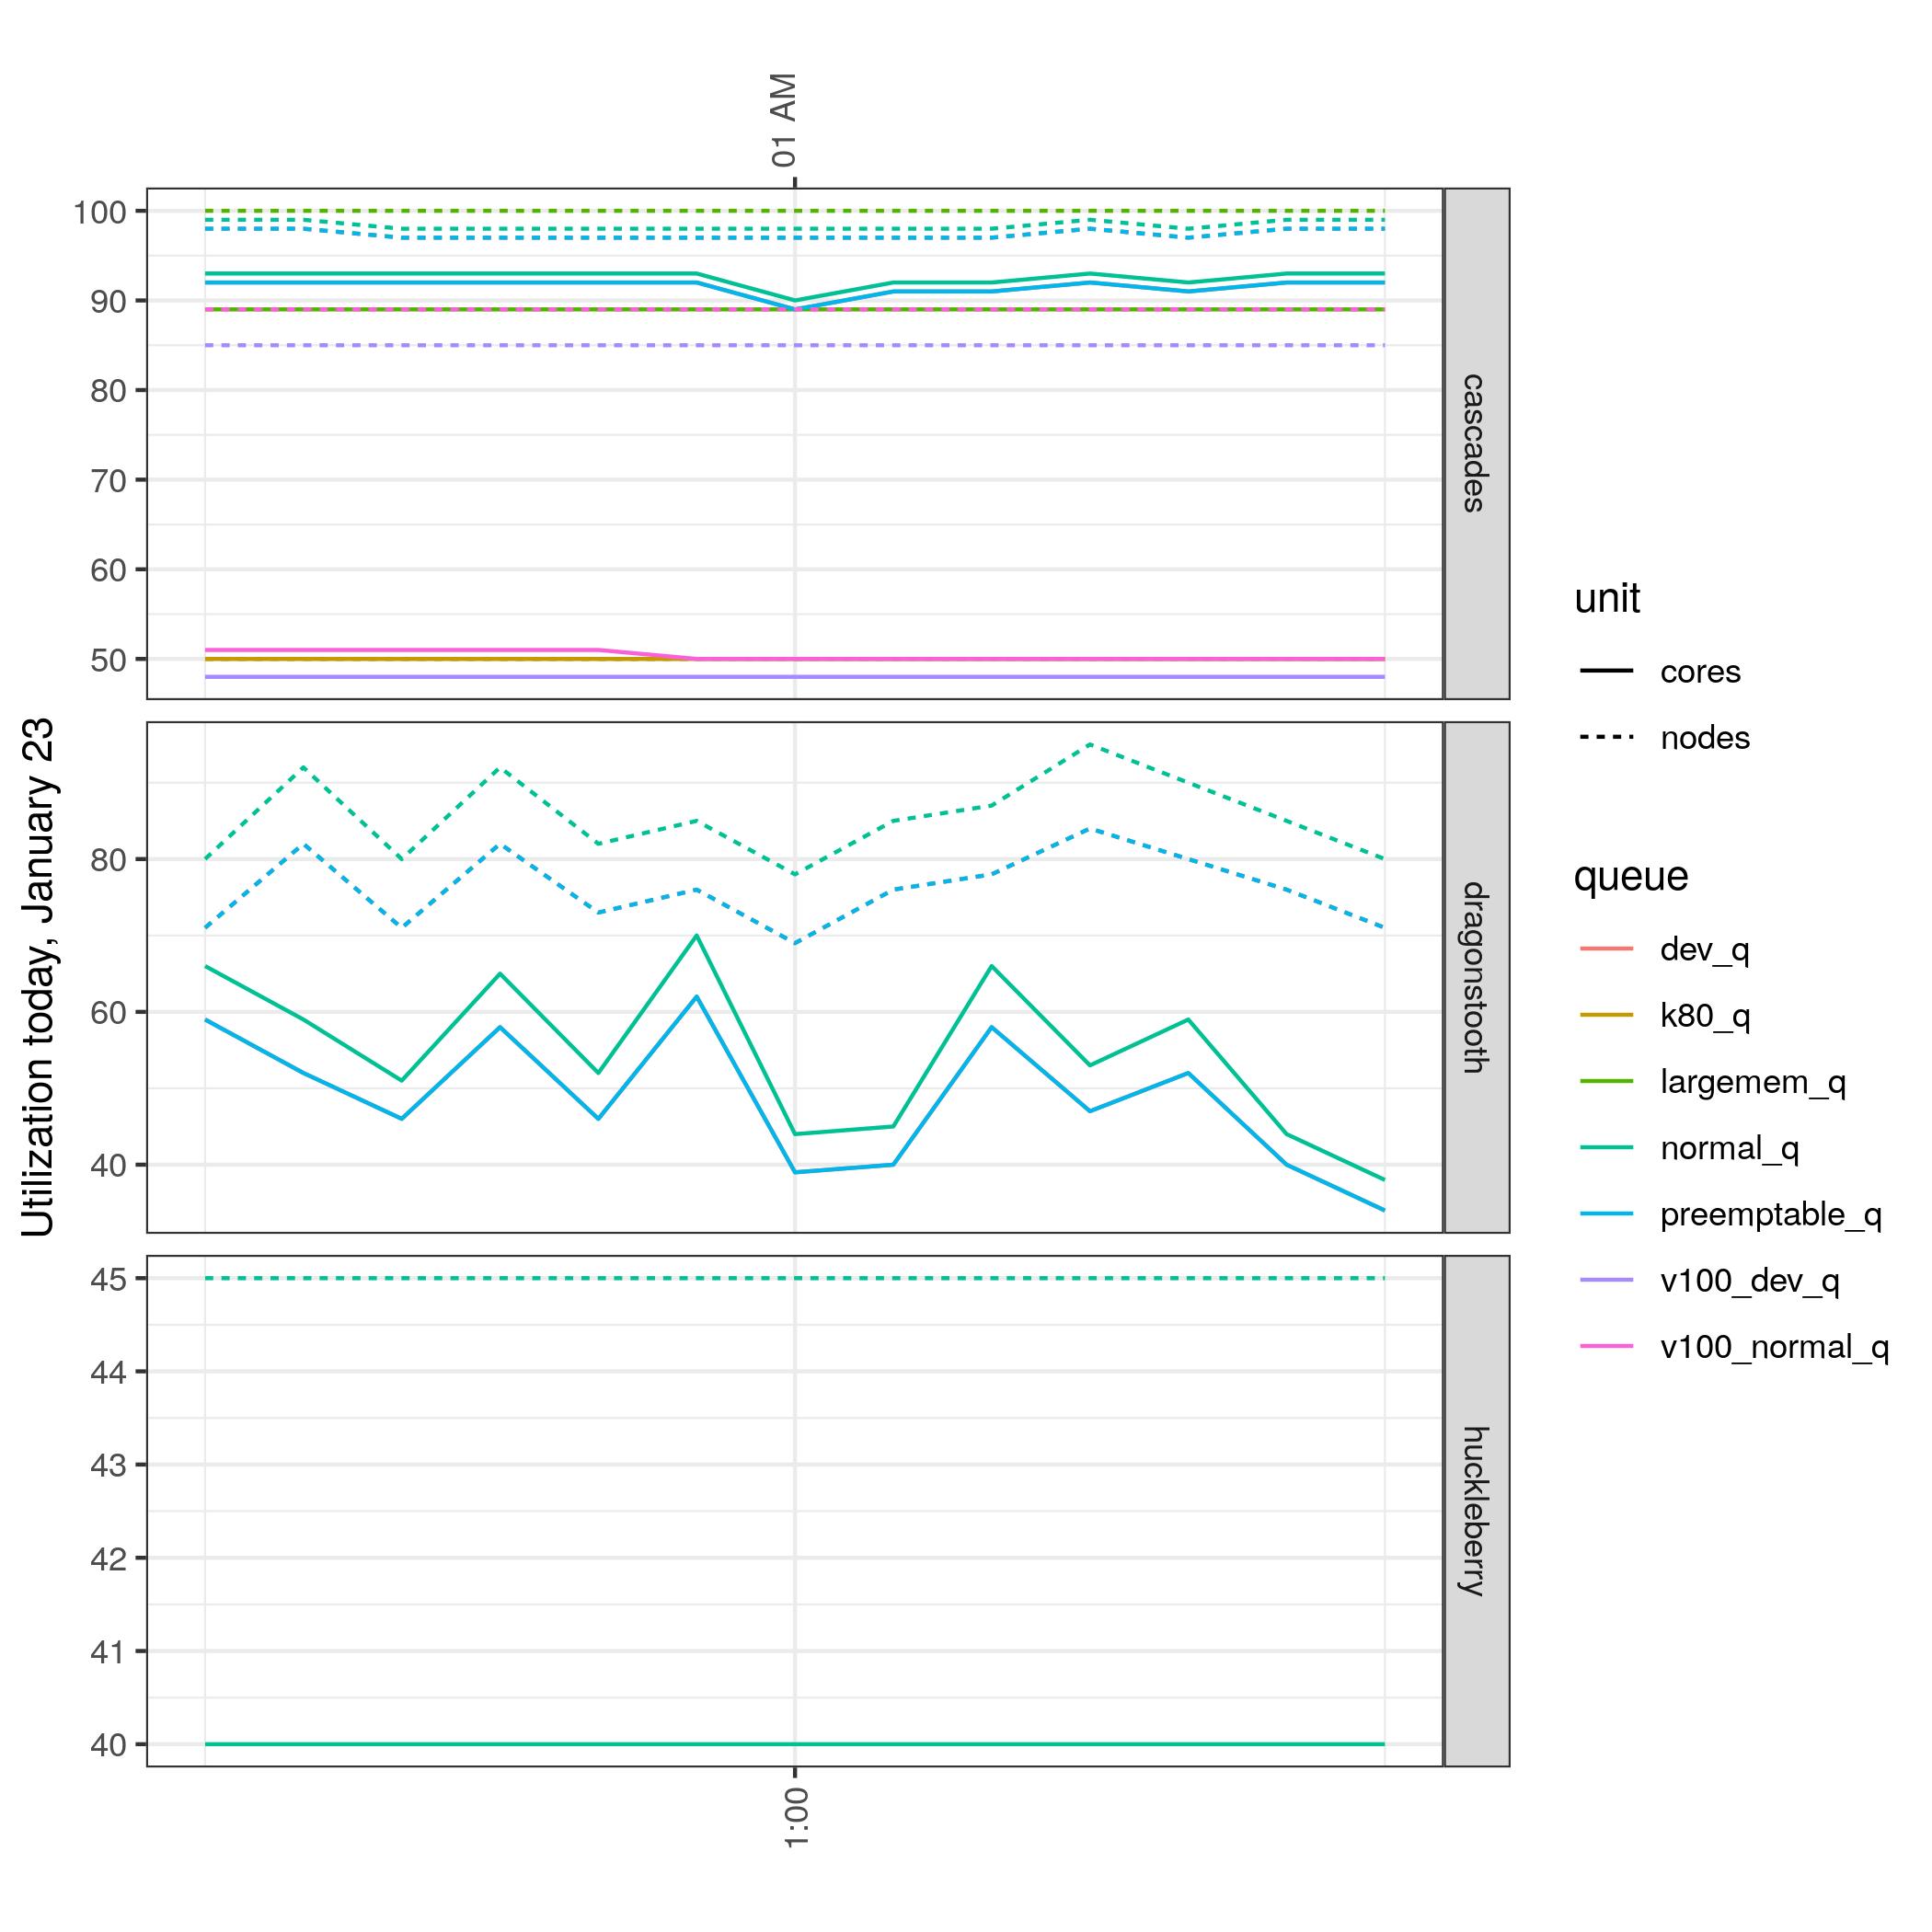 01 AM
100
90
80
70
60
50
cascades
Utilization today, January 23
80
60
40
dragonstooth
45
44
43
42
41
40
huckleberry
1:00
unit
cores
nodes
queue
dev_q
k80_q
largemem_q
normal_q
preemptable_q
v100_dev_q
v100_normal_q